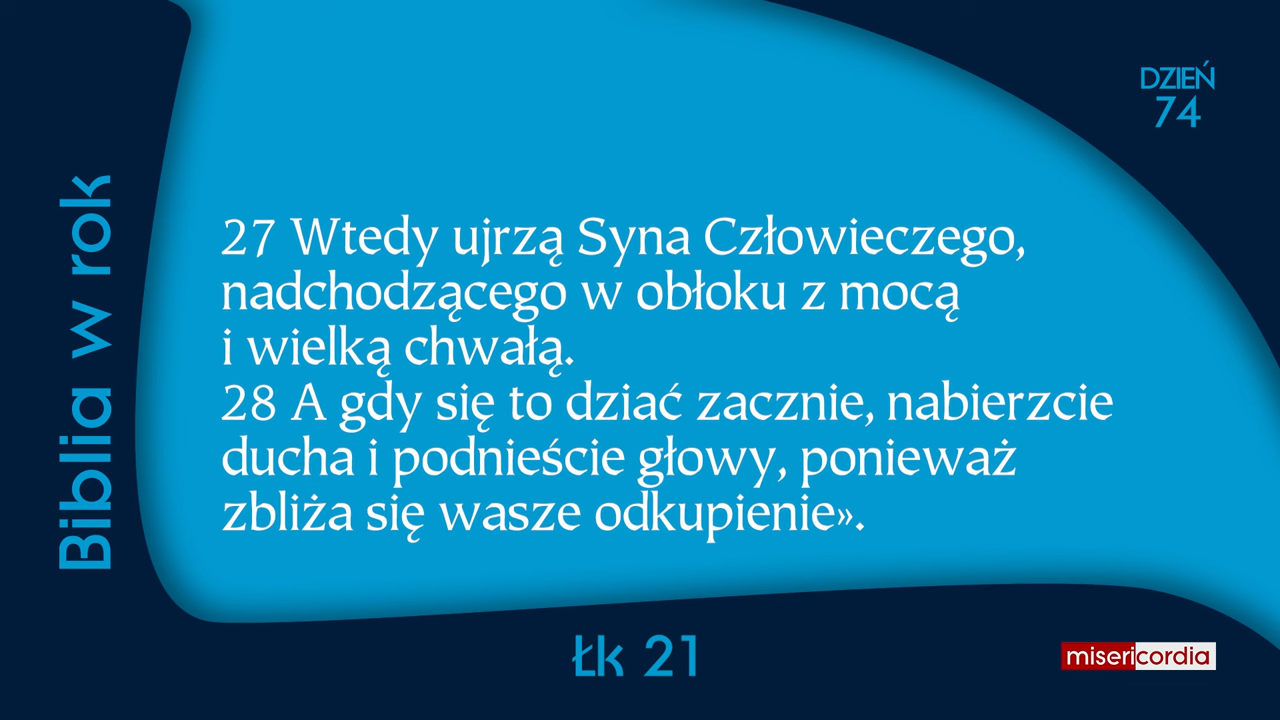 DZIEŃ
74
Biblia w rok
27 Wtedy ujrzą Syna Człowieczego,
nadchodzącego w obłoku z mocą
i wielką chwałą.
28 A gdy się to dziać zacznie, nabierzcie
ducha i podnieście głowy, ponieważ
zbliża się wasze odkupienie».
Łk 21
misericordia